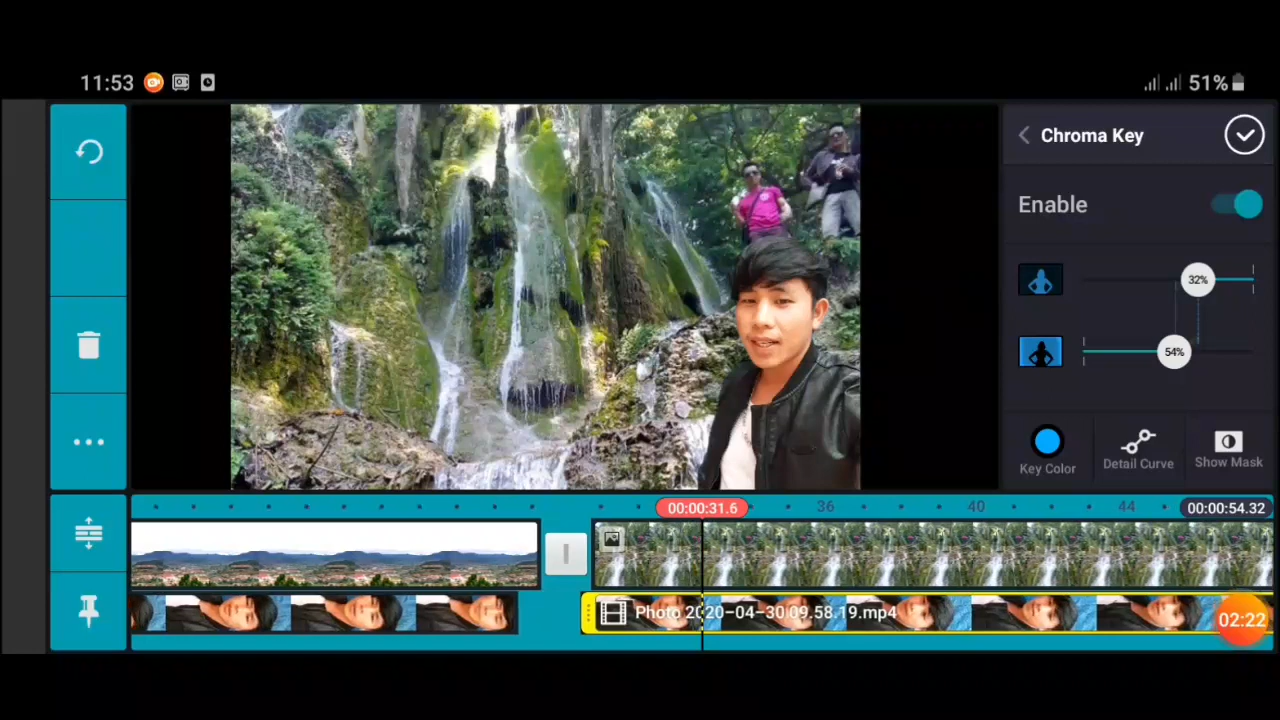 11:53
51%
Chroma Key
Enable
32%
54%
Key Color
Detail Curve
Show Mask
00:00:31.6
36
40
44
00:00:54.32
Photo 2020-04-30:09.58.19.mp4
02:22